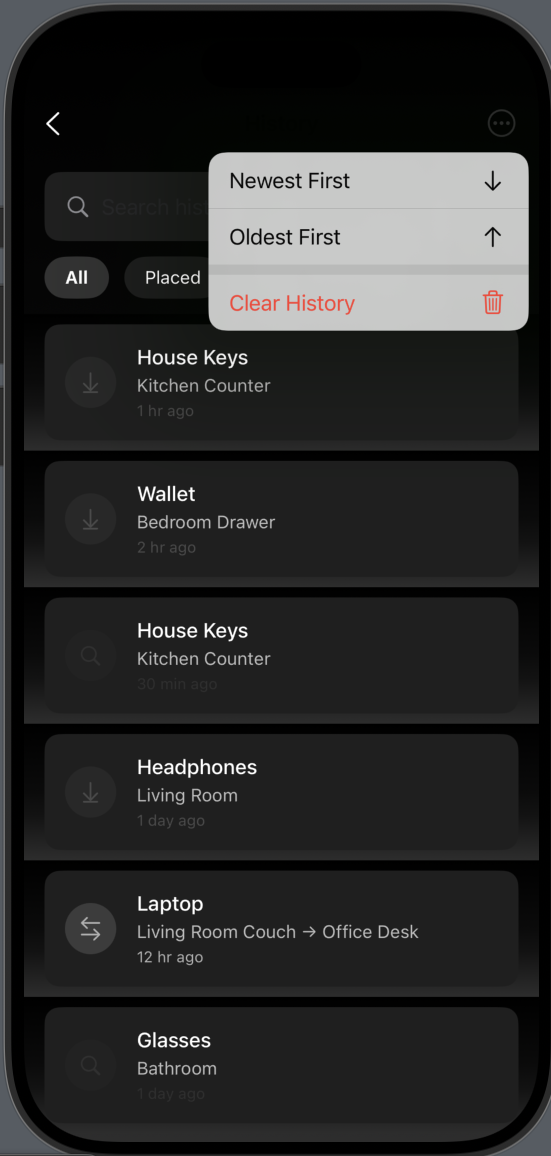 Newest First
Search hist
Oldest First
All
Placed
Clear History
House Keys
Kitchen Counter
1 hr ago
Wallet
Bedroom Drawer
2 hr ago
House Keys
Kitchen Counter
30 min ago
Headphones
Living Room
1 day ago
Laptop
Living Room Couch → Office Desk
12 hr ago
Glasses
Bathroom
1 day ago